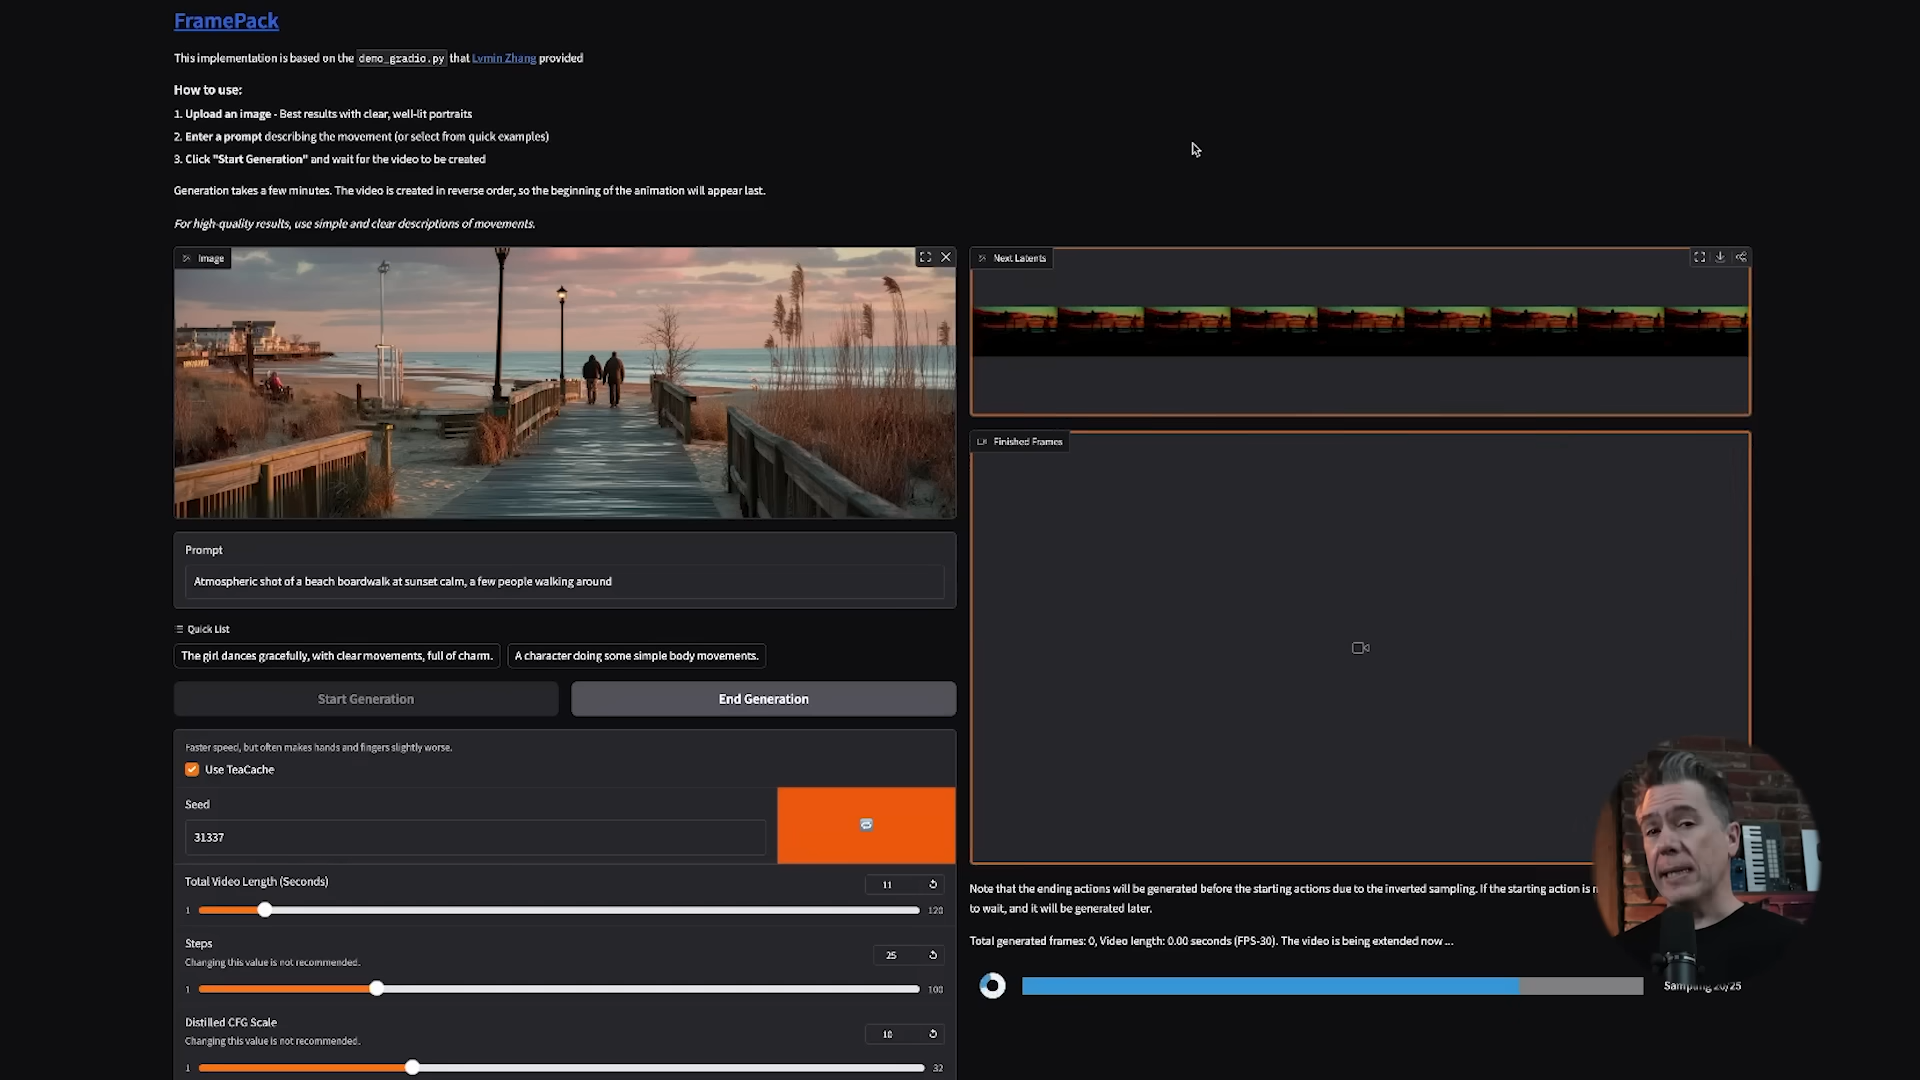 FramePack
This implementation is based on the demo_gradio.py that Lvmin Zhang provided
How to use:
1. Upload an image - Best results with clear, well-lit portraits
2. Enter a prompt describing the movement (or select from quick examples)
3. Click "Start Generation" and wait for the video to be created
Generation takes a few minutes. The video is created in reverse order, so the beginning of the animation will appear last.
For high-quality results, use simple and clear descriptions of movements.
Image
Prompt
Atmospheric shot of a beach boardwalk at sunset calm, a few people walking around
Quick List
The girl dances gracefully, with clear movements, full of charm.
A character doing some simple body movements.
Start Generation
End Generation
Faster speed, but often makes hands and fingers slightly worse.
Use TeaCache
Seed
31337
Total Video Length (Seconds)
11
1
120
Steps
25
Changing this value is not recommended.
1
100
Distilled CFG Scale
10
Changing this value is not recommended.
1
32
Next Latents
Finished Frames
Note that the ending actions will be generated before the starting actions due to the inverted sampling. If the starting action is
to wait, and it will be generated later.
Total generated frames: 0, Video length: 0.00 seconds (FPS-30). The video is being extended now ...
Sampling 20/25